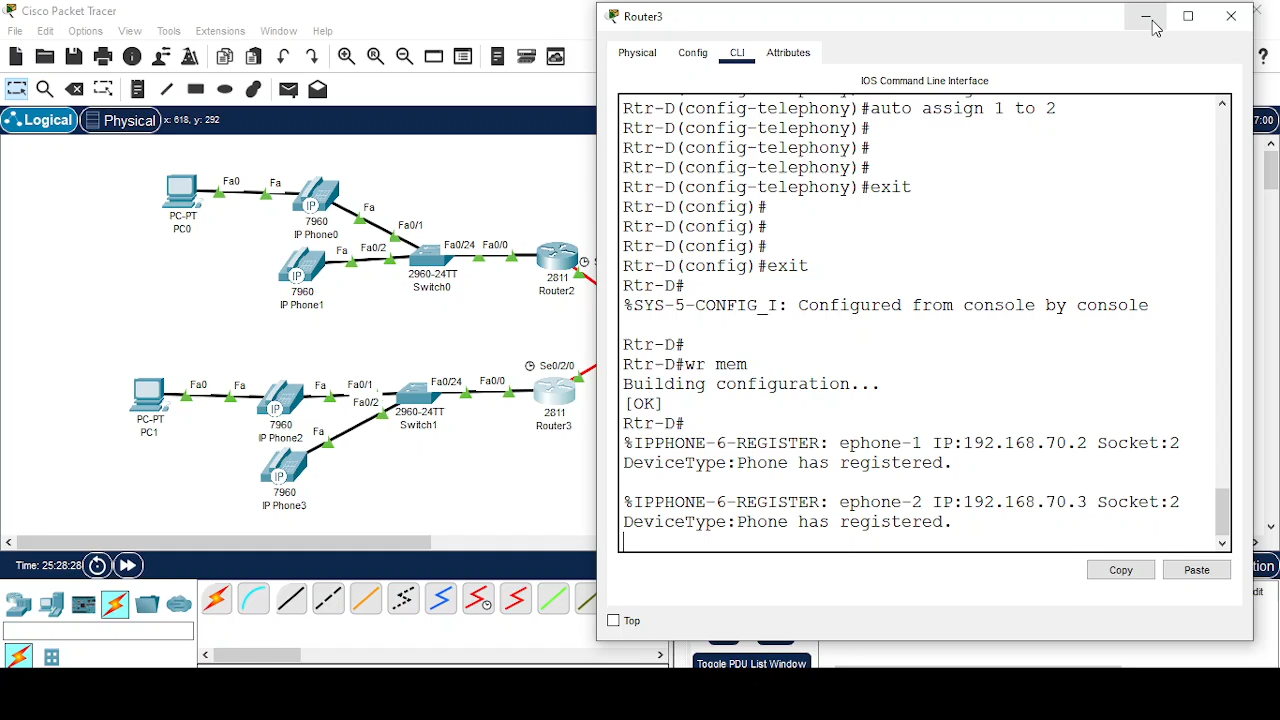 Cisco Packet Tracer
File Edit Options View Tools Extensions Window Help
Logical Physical x: 618, y: 292
7:00
PC-PT
PC0
Fa0
Fa
IP
7960
IP Phone0
Fa
Fa0/1
IP
7960
IP Phone1
Fa
Fa0/2
2960-24TT
Switch0
Fa0/24
Fa0/0
2811
Router2
S
PC-PT
PC1
Fa0
Fa
IP
7960
IP Phone2
Fa
Fa0/1
Fa0/2
Fa
IP
7960
IP Phone3
2960-24TT
Switch1
Fa0/24
Fa0/0
Se0/2/0
2811
Router3
Time: 25:28:28
tion
dit
Toggle PDU List Window
Router3
Physical Config CLI Attributes
IOS Command Line Interface
Rtr-D(config-telephony)#auto assign 1 to 2
Rtr-D(config-telephony)#
Rtr-D(config-telephony)#
Rtr-D(config-telephony)#
Rtr-D(config-telephony)#exit
Rtr-D(config)#
Rtr-D(config)#
Rtr-D(config)#
Rtr-D(config)#exit
Rtr-D#
%SYS-5-CONFIG_I: Configured from console by console
Rtr-D#
Rtr-D#wr mem
Building configuration...
[OK]
Rtr-D#
%IPPHONE-6-REGISTER: ephone-1 IP:192.168.70.2 Socket:2
DeviceType:Phone has registered.
%IPPHONE-6-REGISTER: ephone-2 IP:192.168.70.3 Socket:2
DeviceType:Phone has registered.
Copy Paste
Top